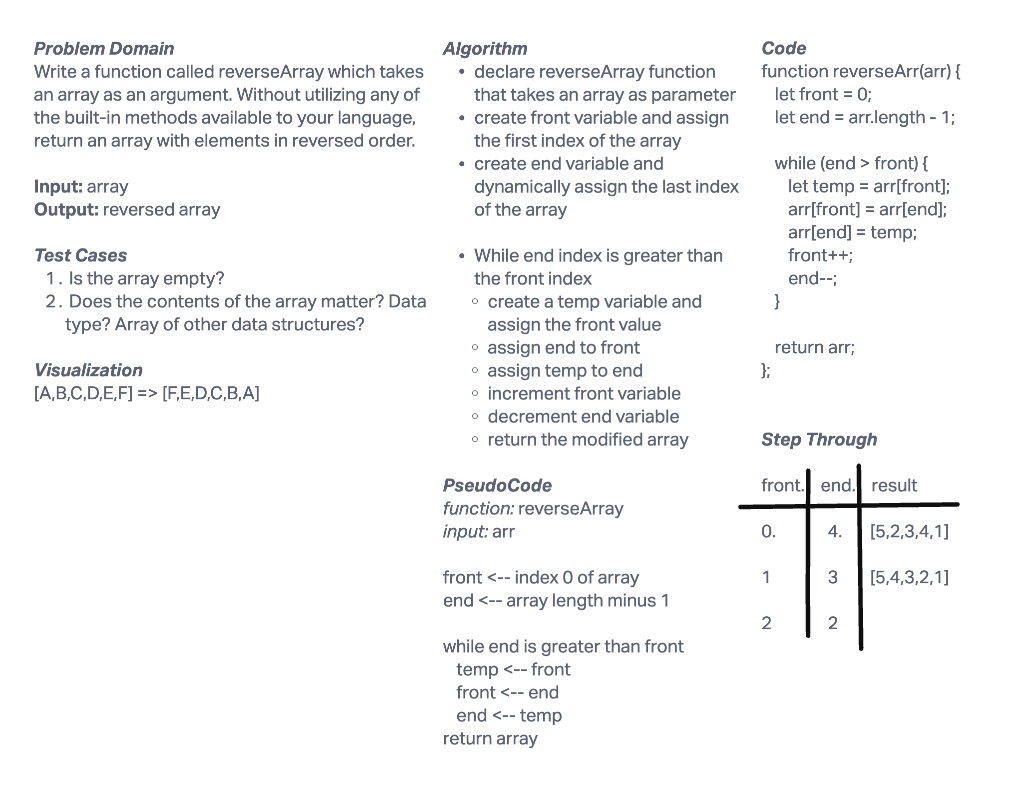 Problem Domain
Write a function called reverseArray which takes
an array as an argument. Without utilizing any of
the built-in methods available to your language,
return an array with elements in reversed order.
Input: array
Output: reversed array
Test Cases
1. Is the array empty?
2. Does the contents of the array matter? Data
type? Array of other data structures?
Visualization
[A,B,C,D,E,F] => [F,E,D,C,B,A]
Algorithm
• declare reverseArray function
that takes an array as parameter
• create front variable and assign
the first index of the array
• create end variable and
dynamically assign the last index
of the array
• While end index is greater than
the front index
◦ create a temp variable and
assign the front value
◦ assign end to front
◦ assign temp to end
◦ increment front variable
◦ decrement end variable
◦ return the modified array
PseudoCode
function: reverseArray
input: arr
front <-- index 0 of array
end <-- array length minus 1
while end is greater than front
temp <-- front
front <-- end
end <-- temp
return array
Code
function reverseArr(arr) {
let front = 0;
let end = arr.length - 1;
while (end > front) {
let temp = arr[front];
arr[front] = arr[end];
arr[end] = temp;
front++;
end--;
}
return arr;
};
Step Through
front. end. result
0. 4. [5,2,3,4,1]
1 3 [5,4,3,2,1]
2 2